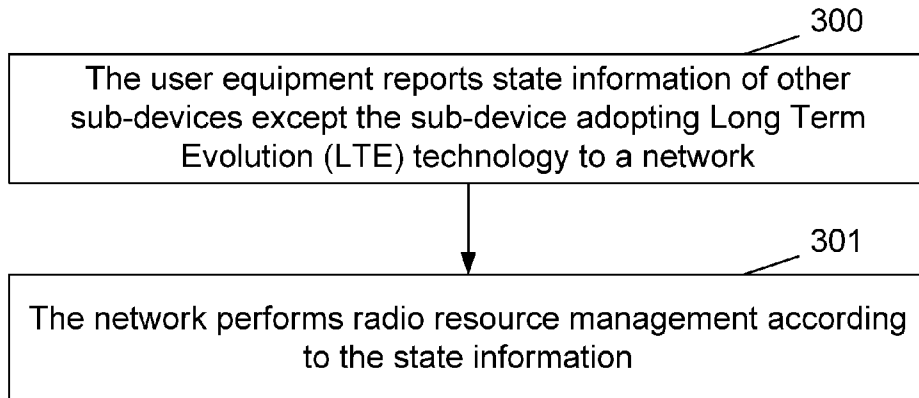 300
The user equipment reports state information of other
sub-devices except the sub-device adopting Long Term
Evolution (LTE) technology to a network
301
The network performs radio resource management according
to the state information